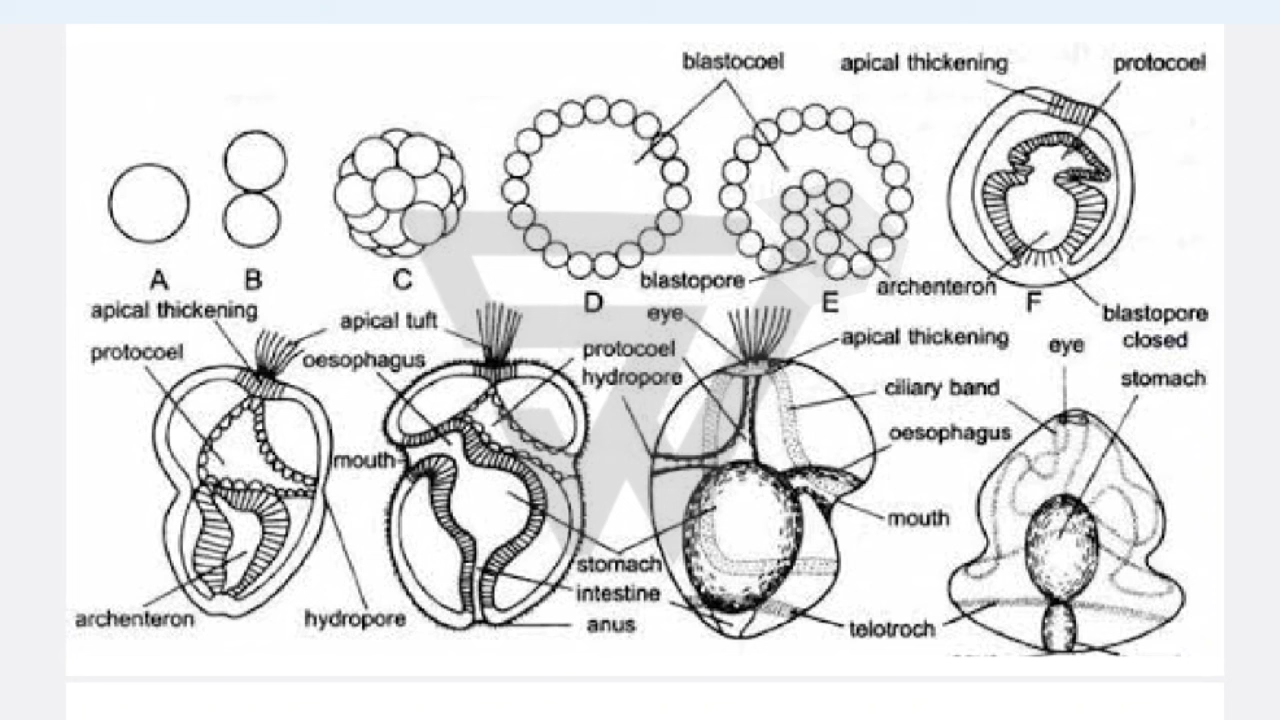 blastocoel
apical thickening
protocoel
A
B
C
D
blastopore
E
archenteron
F
blastopore
closed
apical thickening
protocoel
apical tuft
oesophagus
mouth
archenteron
hydropore
eye
protocoel
hydropore
stomach
intestine
anus
apical thickening
ciliary band
oesophagus
mouth
telotroch
eye
stomach